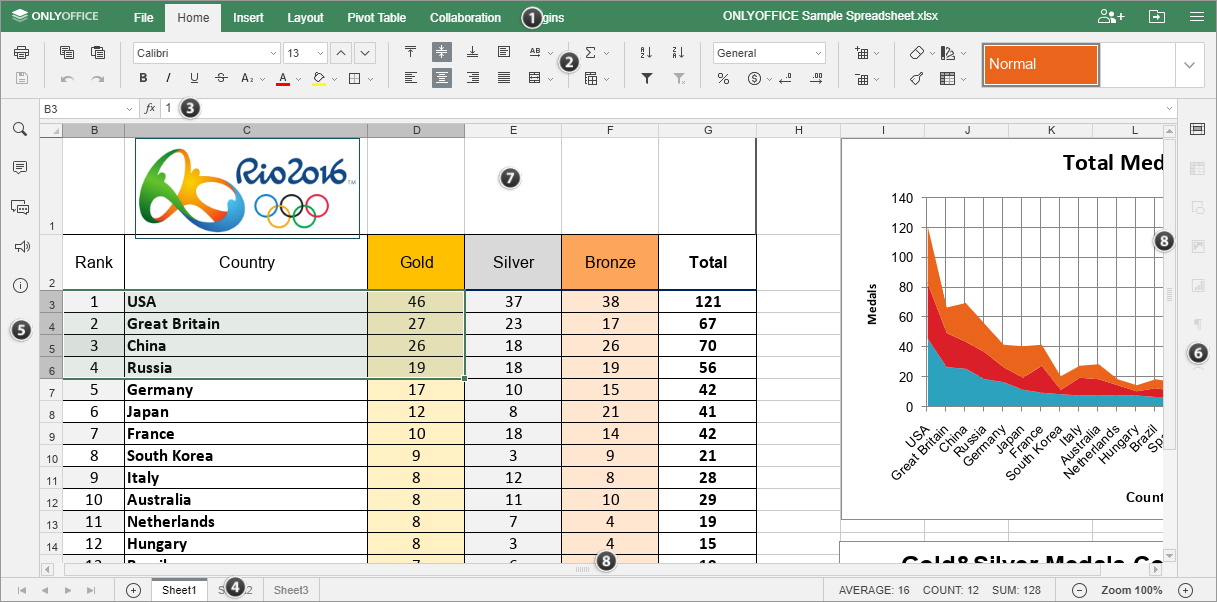 ONLYOFFICE File Home Insert Layout Pivot Table Collaboration 1 ONLYOFFICE Sample Spreadsheet.xlsx
Calibri 13 General
Normal
2
B3 fx 1 3
B C D E F G H I J K L
1 Rio2016™ 7
2 Rank Country Gold Silver Bronze Total
3 1 USA 46 37 38 121
4 2 Great Britain 27 23 17 67
5 3 China 26 18 26 70
6 4 Russia 19 18 19 56
7 5 Germany 17 10 15 42
8 6 Japan 12 8 21 41
9 7 France 10 18 14 42
10 8 South Korea 9 3 9 21
11 9 Italy 8 12 8 28
12 10 Australia 8 11 10 29
13 11 Netherlands 8 7 4 19
14 12 Hungary 8 3 4 15
Total Med
140
120
100
80
60
40
20
0
Medals
USA
Great Britain
China
Russia
Germany
Japan
France
South Korea
Italy
Australia
Netherlands
Hungary
Brazil
Spa
Count
5
6
8
8
Sheet1 4 Sheet3 AVERAGE: 16 COUNT: 12 SUM: 128 Zoom 100%